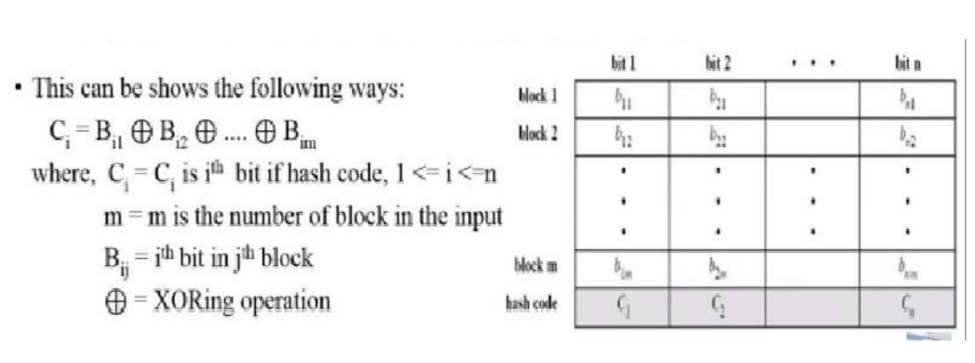 • This can be shows the following ways:
C_i = B_i1 ⊕ B_i2 ⊕ .... ⊕ B_im
where, C_i = C_i is i^th bit if hash code, 1 <= i <=n
m = m is the number of block in the input
B_ij = i^th bit in j^th block
⊕ = XORing operation
bit 1 bit 2 · · · bit n
block 1 b_11 b_21 b_n1
block 2 b_12 b_22 b_n2
· · · ·
· · · ·
· · · ·
block m b_1m b_2m b_nm
hash code C_1 C_2 C_n